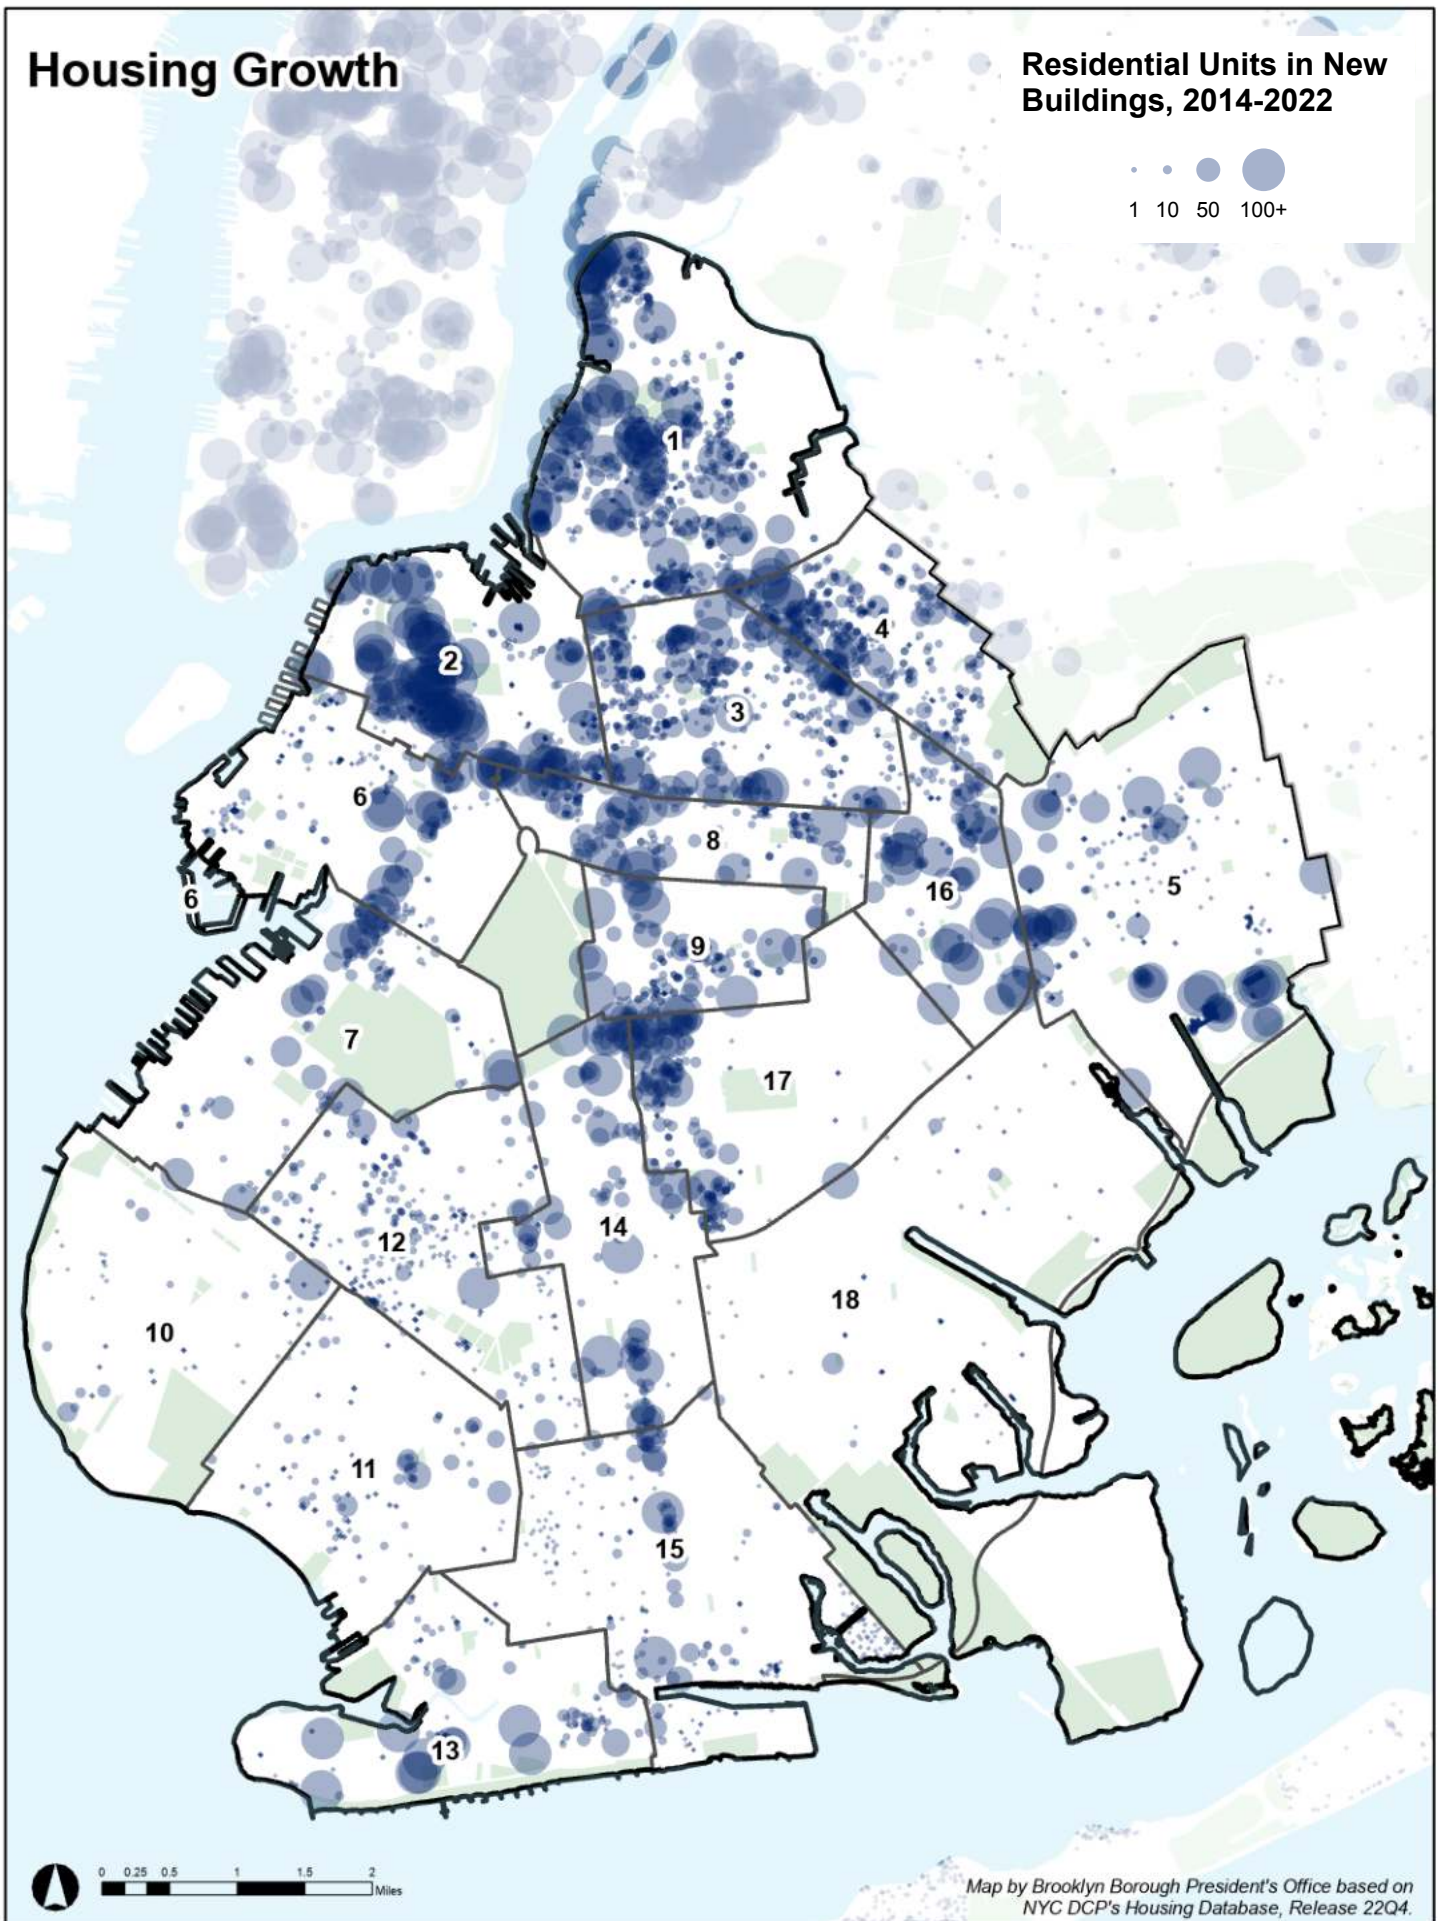 Housing Growth
Residential Units in New
Buildings, 2014-2022
1 10 50 100+
1
2
4
3
6
8
5
16
6
9
7
17
14
12
18
10
11
15
13
0 0.25 0.5 1 1.5 2
Miles
Map by Brooklyn Borough President's Office based on
NYC DCP's Housing Database, Release 22Q4.